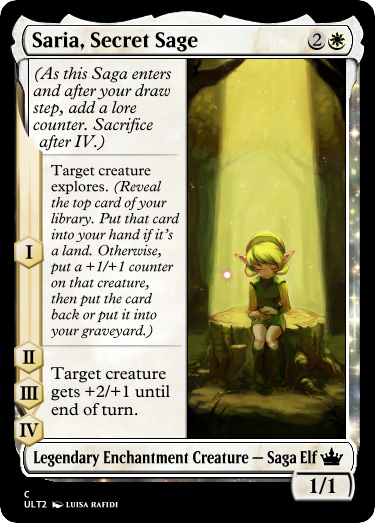 Saria, Secret Sage 2
(As this Saga enters
and after your draw
step, add a lore
counter. Sacrifice
after IV.)
I
Target creature
explores. (Reveal
the top card of your
library. Put that card
into your hand if it's
a land. Otherwise,
put a +1/+1 counter
on that creature,
then put the card
back or put it into
your graveyard.)
II
III
IV
Target creature
gets +2/+1 until
end of turn.
Legendary Enchantment Creature — Saga Elf
1/1
C
ULT2 LUISA RAFIDI